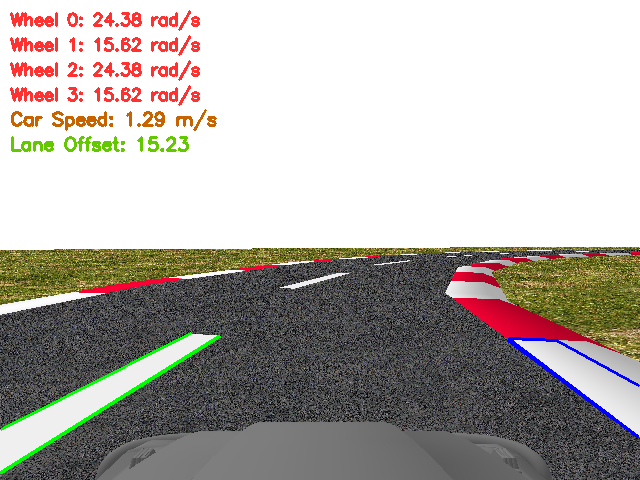 Wheel 0: 24.38 rad/s
Wheel 1: 15.62 rad/s
Wheel 2: 24.38 rad/s
Wheel 3: 15.62 rad/s
Car Speed: 1.29 m/s
Lane Offset: 15.23